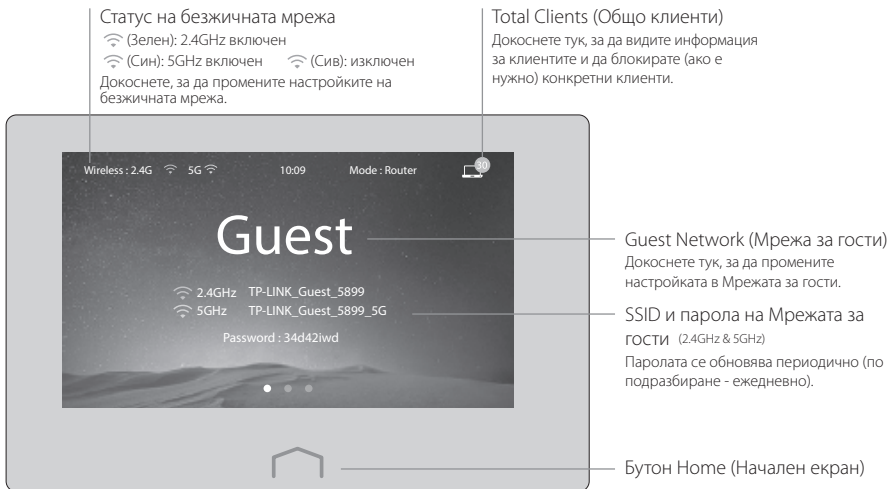 Статус на безжичната мрежа
(Зелен): 2.4GHz включен
(Син): 5GHz включен (Сив): изключен
Докоснете, за да промените настройките на
безжичната мрежа.
Total Clients (Общо клиенти)
Докоснете тук, за да видите информация
за клиентите и да блокирате (ако е
нужно) конкретни клиенти.
Wireless : 2.4G 5G 10:09 Mode : Router 30
Guest
2.4GHz TP-LINK_Guest_5899
5GHz TP-LINK_Guest_5899_5G
Password : 34d42iwd
Guest Network (Мрежа за гости)
Докоснете тук, за да промените
настройката в Мрежата за гости.
SSID и парола на Мрежата за
гости (2.4GHz & 5GHz)
Паролата се обновява периодично (по
подразбиране - ежедневно).
Бутон Home (Начален екран)